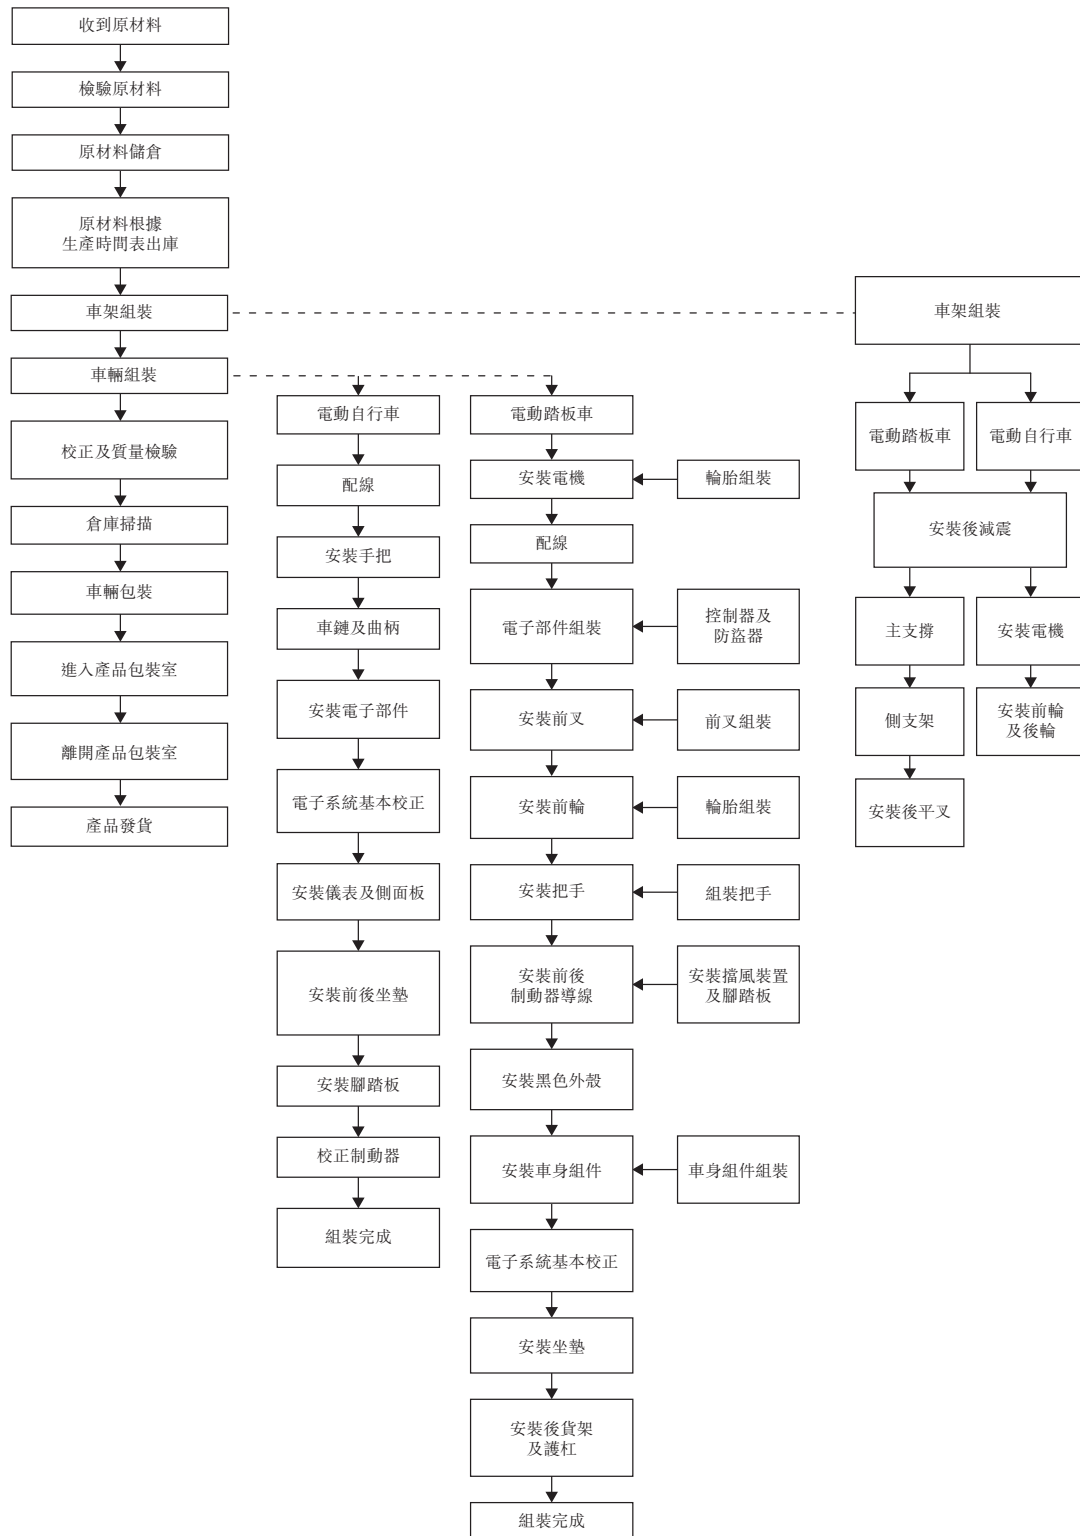 收到原材料
檢驗原材料
原材料儲倉
原材料根據
生產時間表出庫
車架組裝
車輛組裝
校正及質量檢驗
倉庫掃描
車輛包裝
進入產品包裝室
離開產品包裝室
產品發貨
電動自行車
配線
安裝手把
車鏈及曲柄
安裝電子部件
電子系統基本校正
安裝儀表及側面板
安裝前後坐墊
安裝腳踏板
校正制動器
組裝完成
電動踏板車
安裝電機
配線
電子部件組裝
安裝前叉
安裝前輪
安裝把手
安裝前後
制動器導線
安裝黑色外殼
安裝車身組件
電子系統基本校正
安裝坐墊
安裝後貨架
及護杠
組裝完成
輪胎組裝
控制器及
防盜器
前叉組裝
輪胎組裝
組裝把手
安裝擋風裝置
及腳踏板
車身組件組裝
車架組裝
電動踏板車
電動自行車
安裝後減震
主支撐
側支架
安裝後平叉
安裝電機
安裝前輪
及後輪